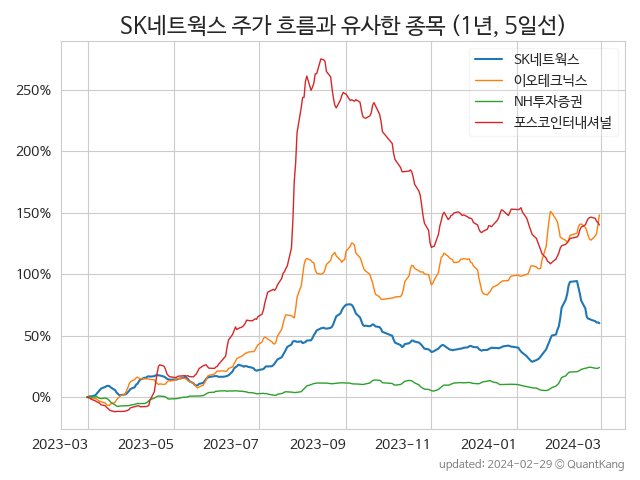 SK네트웍스 주가 흐름과 유사한 종목 (1년, 5일선)
SK네트웍스
이오테크닉스
NH투자증권
포스코인터내셔널
250%
200%
150%
100%
50%
0%
2023-03 2023-05 2023-07 2023-09 2023-11 2024-01 2024-03
updated: 2024-02-29 © QuantKang